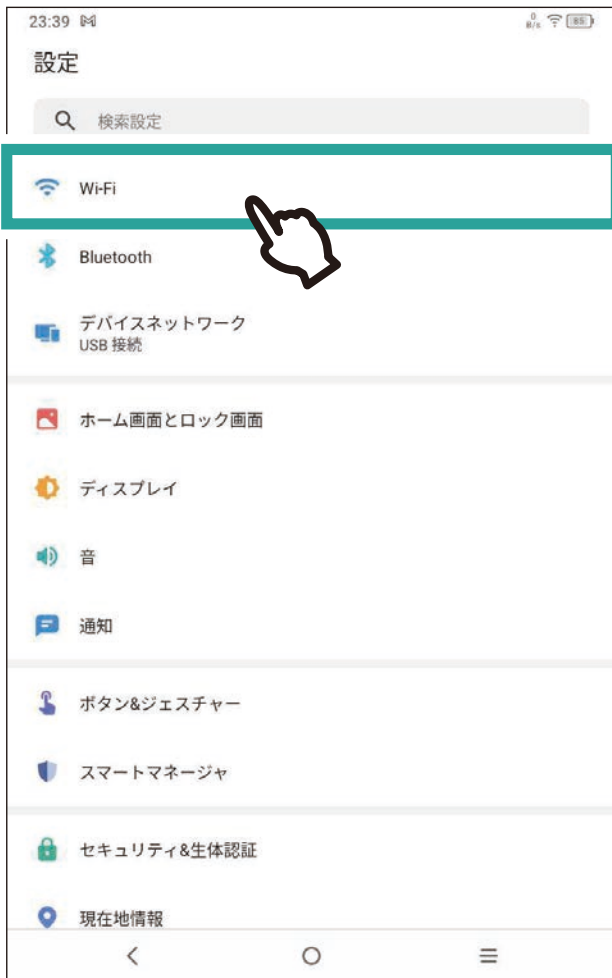 23:39
0
B/s
85
設定
検索設定
Wi-Fi
Bluetooth
デバイスネットワーク
USB 接続
ホーム画面とロック画面
ディスプレイ
音
通知
ボタン&ジェスチャー
スマートマネージャ
セキュリティ&生体認証
現在地情報